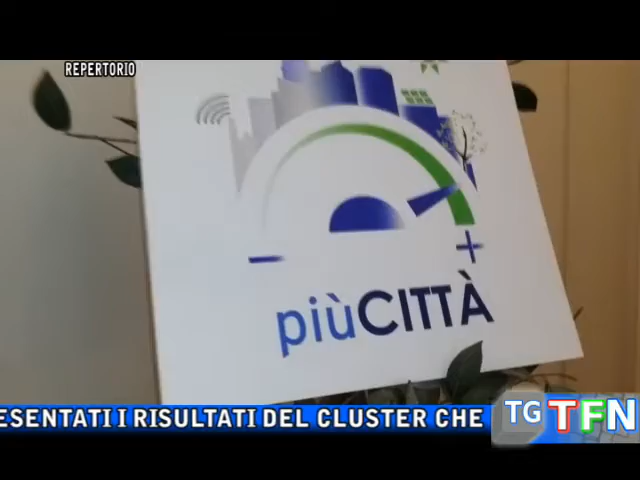 REPERTORIO
piùCITTÀ
ESENTATI I RISULTATI DEL CLUSTER CHE
TG TFN